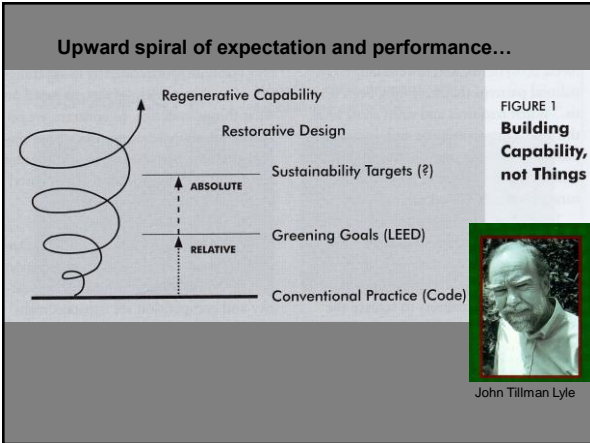 Upward spiral of expectation and performance…
Regenerative Capability
Restorative Design
Sustainability Targets (?)
ABSOLUTE
Greening Goals (LEED)
RELATIVE
Conventional Practice (Code)
FIGURE 1
Building
Capability,
not Things
John Tillman Lyle